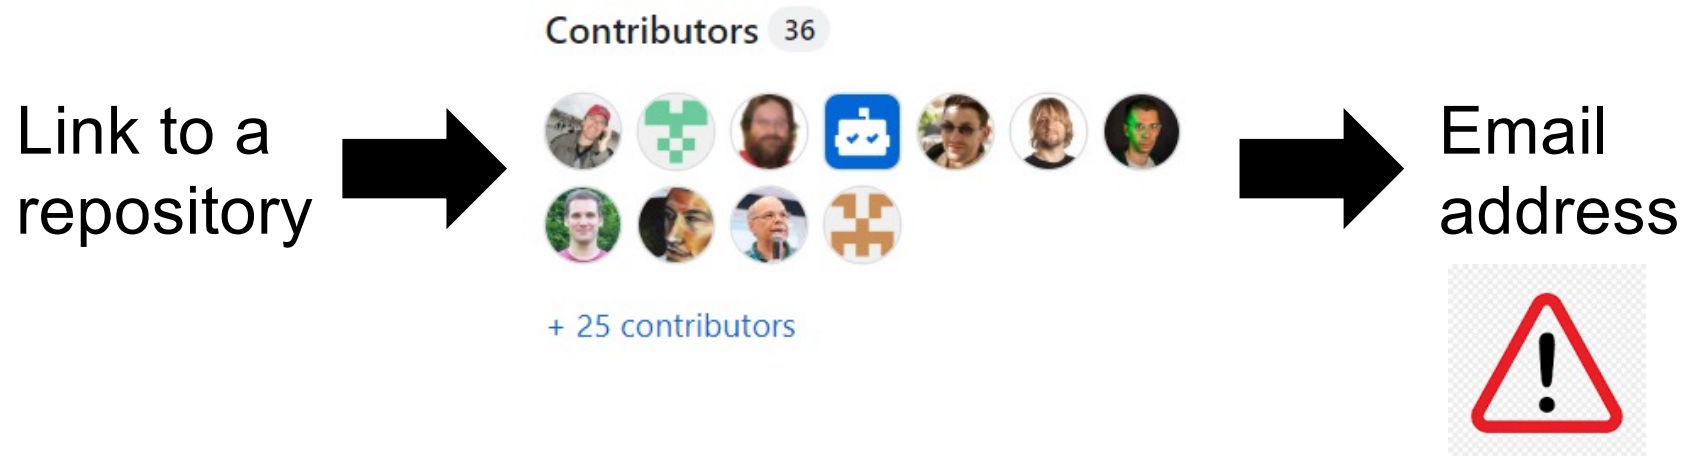 Link to a
repository
Contributors 36
+ 25 contributors
Email
address